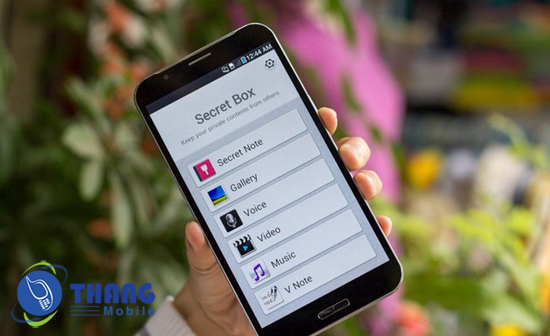 12:44 AM
Secret Box
Keep your private contents from others.
Secret Note
Gallery
Voice
Video
Music
V Note
THANG
Mobile